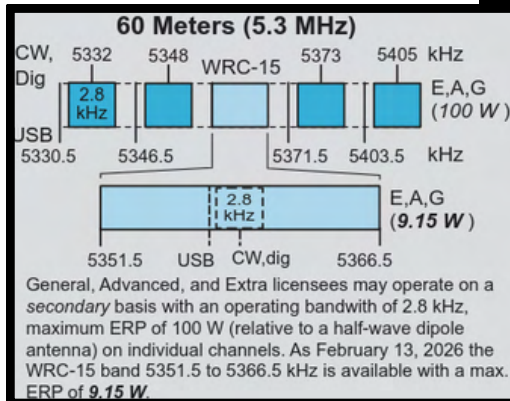 60 Meters (5.3 MHz)
CW, Dig 5332 5348 WRC-15 5373 5405 kHz
2.8 kHz
E,A,G
(100 W)
USB
5330.5 5346.5 5371.5 5403.5 kHz
2.8 kHz
E,A,G
(9.15 W)
5351.5 USB CW,dig 5366.5
General, Advanced, and Extra licensees may operate on a
secondary basis with an operating bandwith of 2.8 kHz,
maximum ERP of 100 W (relative to a half-wave dipole
antenna) on individual channels. As February 13, 2026 the
WRC-15 band 5351.5 to 5366.5 kHz is available with a max.
ERP of 9.15 W.